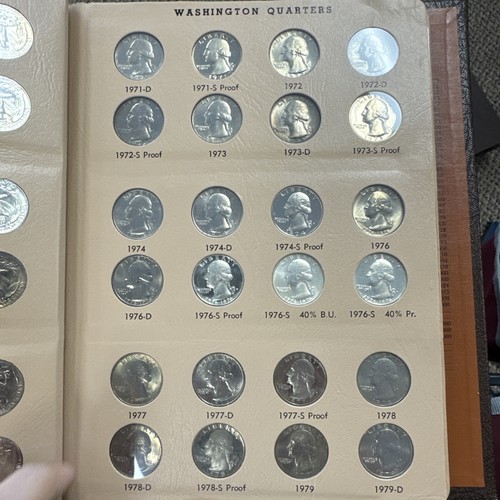 WASHINGTON QUARTERS
1971-D 1971-S Proof 1972 1972-D
1972-S Proof 1973 1973-D 1973-S Proof
1974 1974-D 1974-S Proof 1976
1976-D 1976-S Proof 1976-S 40% B.U. 1976-S 40% Pr.
1977 1977-D 1977-S Proof 1978
1978-D 1978-S Proof 1979 1979-D